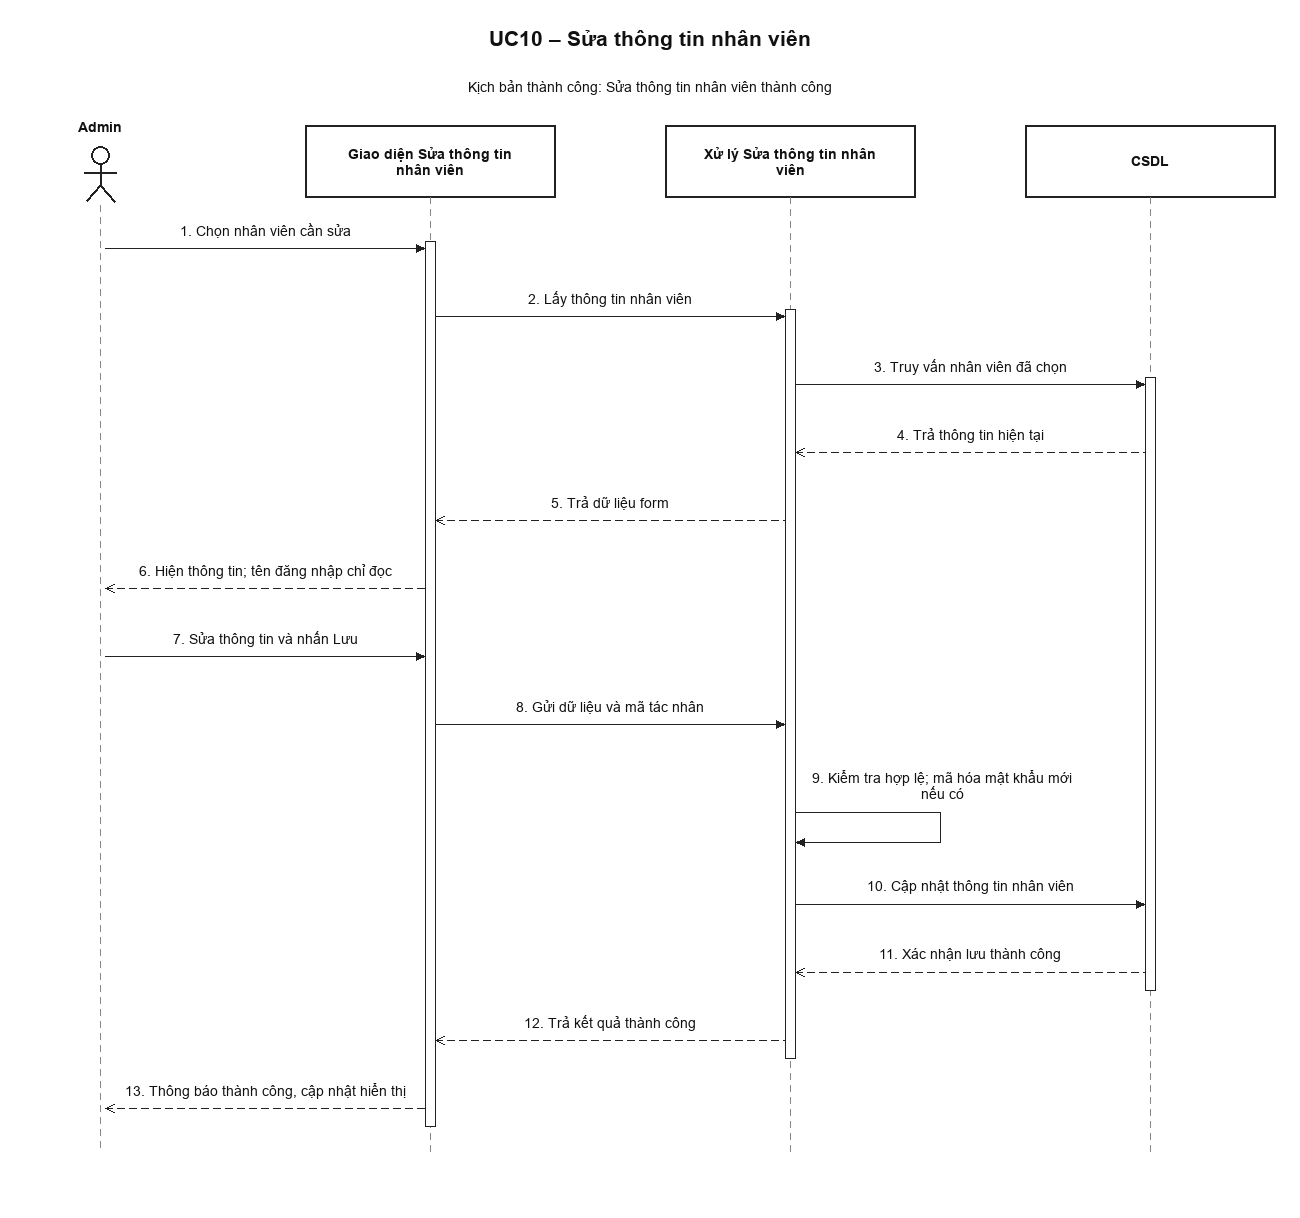 UC10 – Sửa thông tin nhân viên
Kịch bản thành công: Sửa thông tin nhân viên thành công
Admin
Giao diện Sửa thông tin
nhân viên
Xử lý Sửa thông tin nhân
viên
CSDL
1. Chọn nhân viên cần sửa
2. Lấy thông tin nhân viên
3. Truy vấn nhân viên đã chọn
4. Trả thông tin hiện tại
5. Trả dữ liệu form
6. Hiện thông tin; tên đăng nhập chỉ đọc
7. Sửa thông tin và nhấn Lưu
8. Gửi dữ liệu và mã tác nhân
9. Kiểm tra hợp lệ; mã hóa mật khẩu mới
nếu có
10. Cập nhật thông tin nhân viên
11. Xác nhận lưu thành công
12. Trả kết quả thành công
13. Thông báo thành công, cập nhật hiển thị